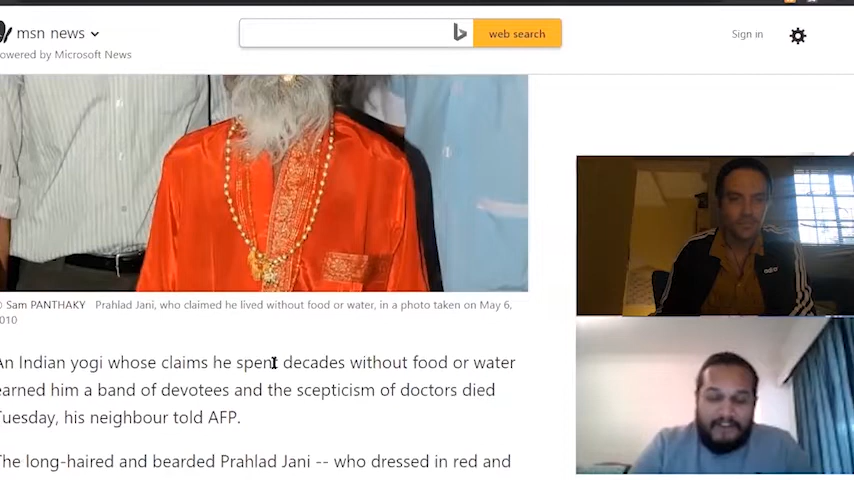 msn news
web search
Sign in
owered by Microsoft News
© Sam PANTHAKY Prahlad Jani, who claimed he lived without food or water, in a photo taken on May 6,
010
An Indian yogi whose claims he spent decades without food or water
earned him a band of devotees and the scepticism of doctors died
Tuesday, his neighbour told AFP.
The long-haired and bearded Prahlad Jani -- who dressed in red and